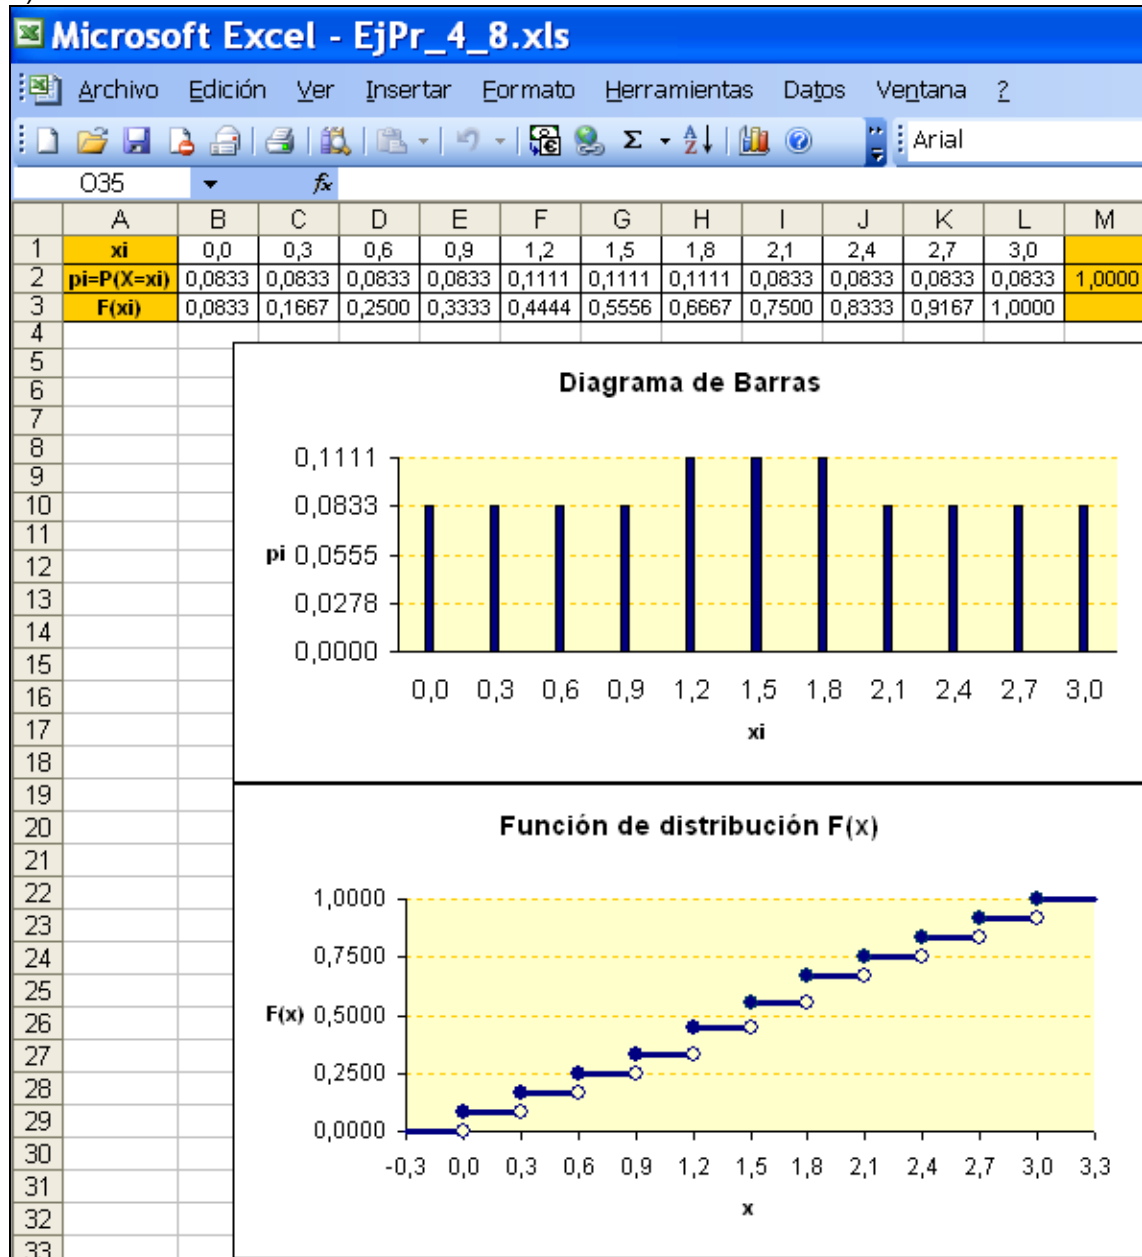 Microsoft Excel - EjPr_4_8.xls
Archivo Edición Ver Insertar Formato Herramientas Datos Ventana ?
Σ A Z Arial
O35 fx
A B C D E F G H I J K L M
1 xi 0,0 0,3 0,6 0,9 1,2 1,5 1,8 2,1 2,4 2,7 3,0
2 pi=P(X=xi) 0,0833 0,0833 0,0833 0,0833 0,1111 0,1111 0,1111 0,0833 0,0833 0,0833 0,0833 1,0000
3 F(xi) 0,0833 0,1667 0,2500 0,3333 0,4444 0,5556 0,6667 0,7500 0,8333 0,9167 1,0000
4
5
6 Diagrama de Barras
7
8 0,1111
9
10 0,0833
11
12 pi 0,0555
13 0,0278
14
15 0,0000
16 0,0 0,3 0,6 0,9 1,2 1,5 1,8 2,1 2,4 2,7 3,0
17 xi
18
19
20 Función de distribución F(x)
21
22 1,0000
23
24 0,7500
25
26 F(x) 0,5000
27
28 0,2500
29 0,0000
30
31 -0,3 0,0 0,3 0,6 0,9 1,2 1,5 1,8 2,1 2,4 2,7 3,0 3,3
32 x
33